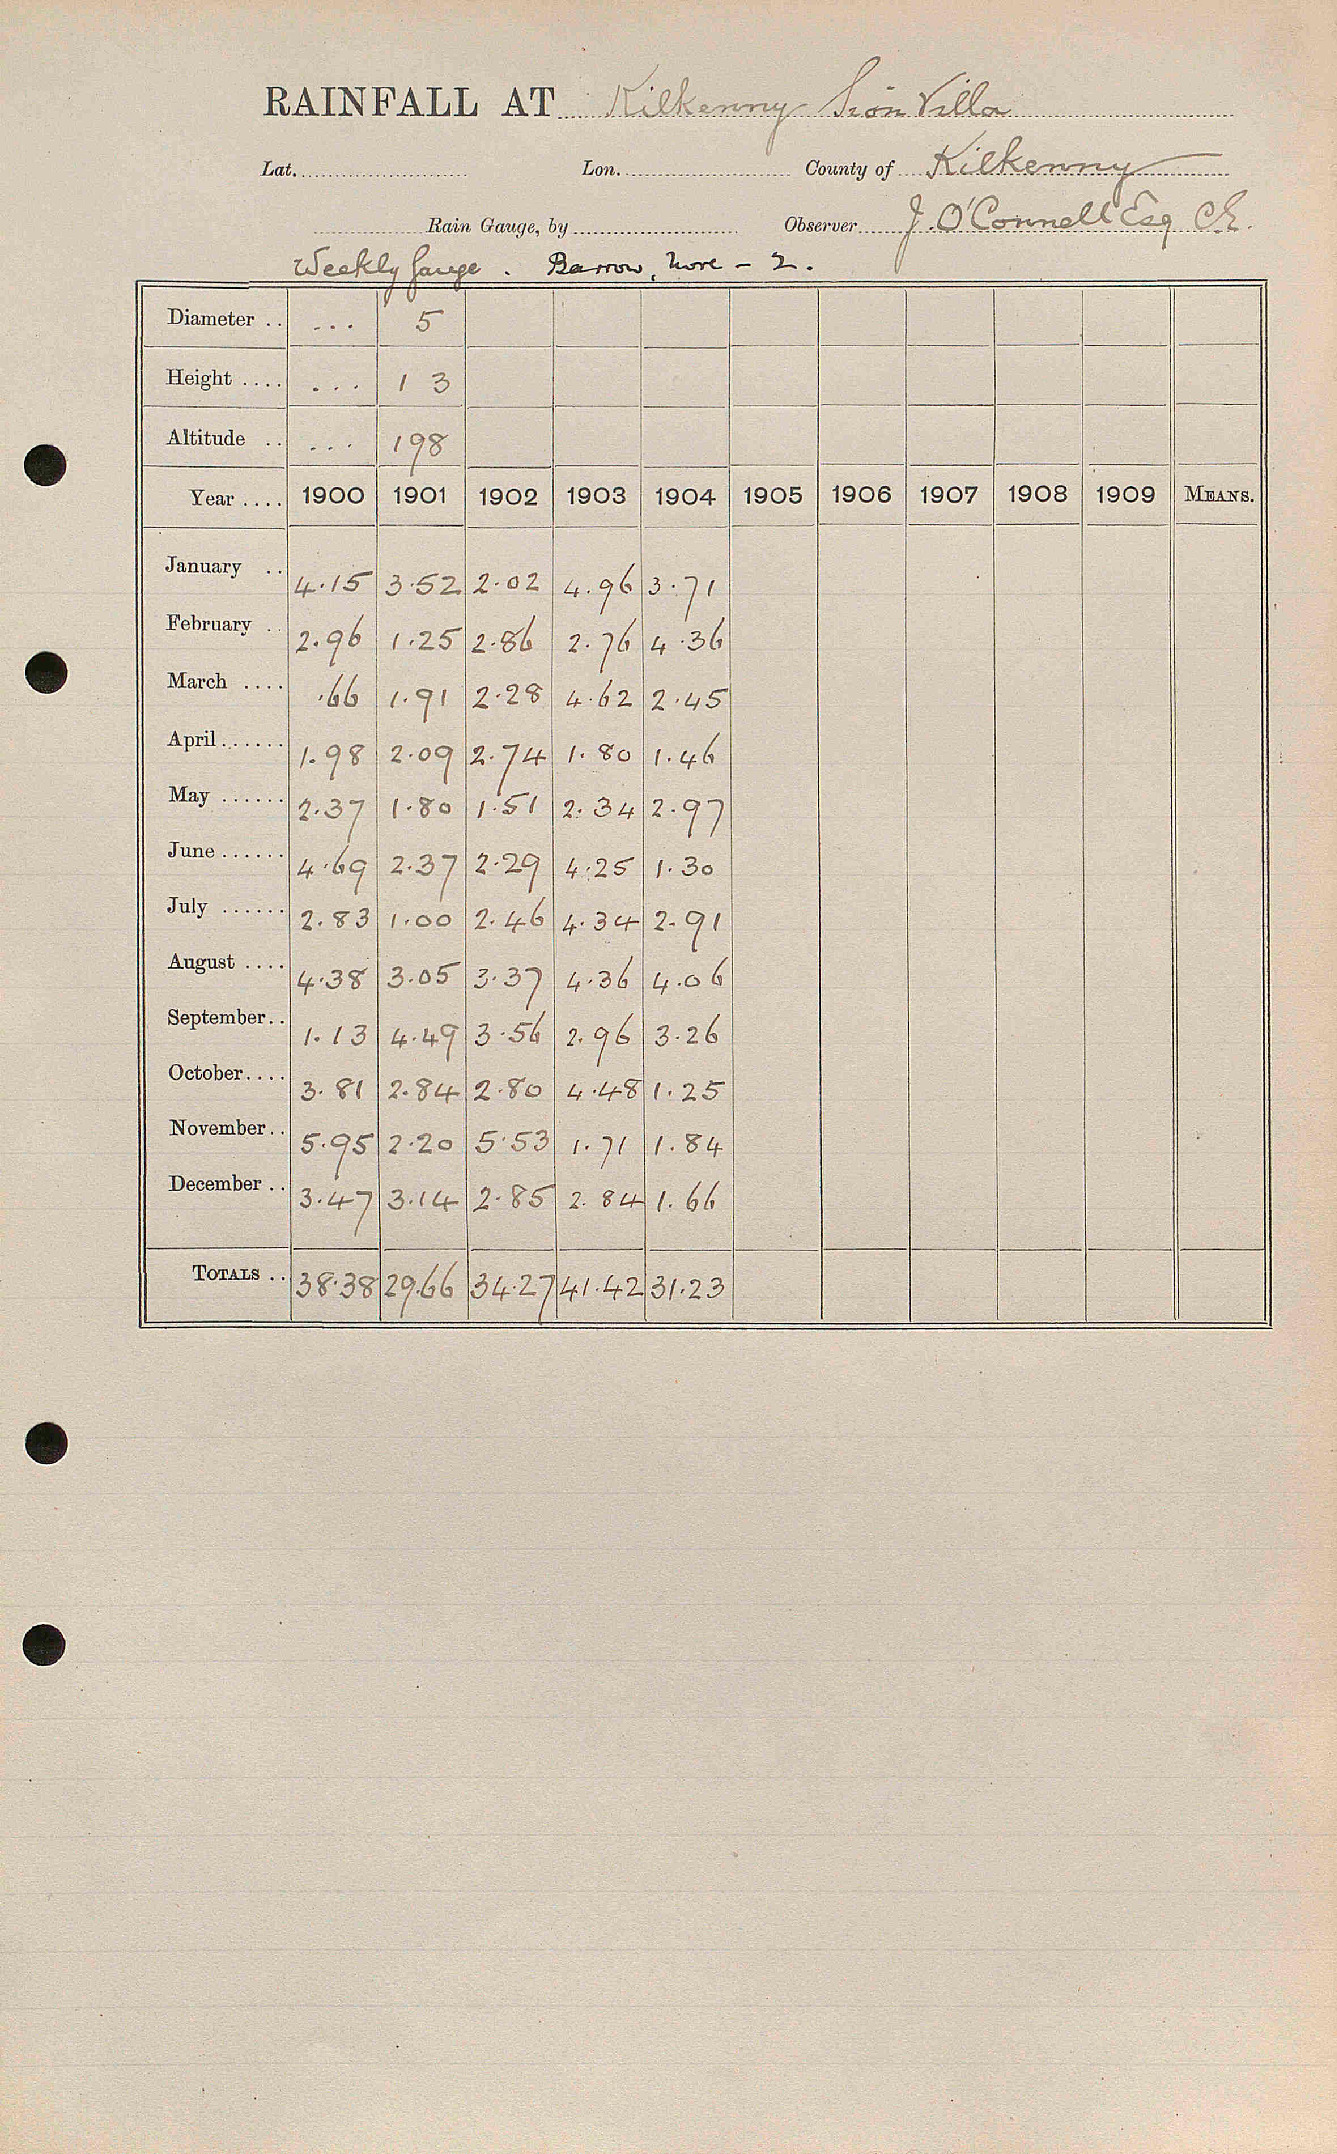 RAINFALL AT Kilkenny Sion Villa
Lat. Lon. County of Kilkenny
Rain Gauge, by Observer J. O'Connell Esq C.E.
Weekly Gauge . Barrow, Nore - 2.
Diameter .. ... 5
Height .... ... 1 3
Altitude .. ... 198
Year .... 1900 1901 1902 1903 1904 1905 1906 1907 1908 1909 MEANS.
January .. 4.15 3.52 2.02 4.96 3.71
February .. 2.96 1.25 2.86 2.76 4.36
March .... .66 1.91 2.28 4.62 2.45
April...... 1.98 2.09 2.74 1.80 1.46
May ...... 2.37 1.80 1.51 2.34 2.97
June...... 4.69 2.37 2.29 4.25 1.30
July ...... 2.83 1.00 2.46 4.34 2.91
August .... 4.38 3.05 3.37 4.36 4.06
September.. 1.13 4.49 3.56 2.96 3.26
October.... 3.81 2.84 2.80 4.48 1.25
November.. 5.95 2.20 5.53 1.71 1.84
December .. 3.47 3.14 2.85 2.84 1.66
TOTALS .. 38.38 29.66 34.27 41.42 31.23